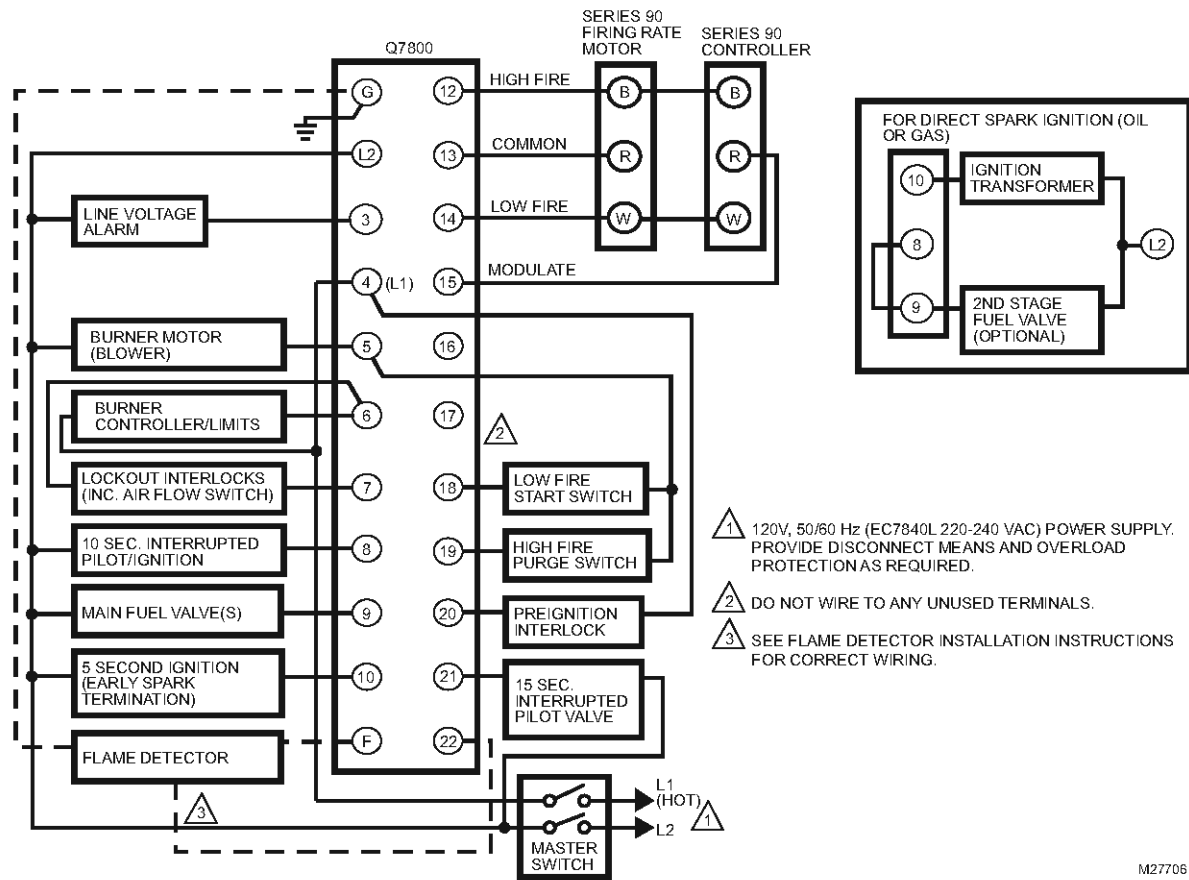 SERIES 90
FIRING RATE
MOTOR
SERIES 90
CONTROLLER
Q7800
G
L2
3
4
(L1)
5
6
7
8
9
10
F
12
13
14
15
16
17
18
19
20
21
22
HIGH FIRE
COMMON
LOW FIRE
MODULATE
B
R
W
B
R
W
LINE VOLTAGE
ALARM
BURNER MOTOR
(BLOWER)
BURNER
CONTROLLER/LIMITS
LOCKOUT INTERLOCKS
(INC. AIR FLOW SWITCH)
10 SEC. INTERRUPTED
PILOT/IGNITION
MAIN FUEL VALVE(S)
5 SECOND IGNITION
(EARLY SPARK
TERMINATION)
FLAME DETECTOR
3
2
LOW FIRE
START SWITCH
HIGH FIRE
PURGE SWITCH
PREIGNITION
INTERLOCK
15 SEC.
INTERRUPTED
PILOT VALVE
MASTER
SWITCH
L1
(HOT)
L2
1
FOR DIRECT SPARK IGNITION (OIL
OR GAS)
10
8
9
IGNITION
TRANSFORMER
2ND STAGE
FUEL VALVE
(OPTIONAL)
L2
1 120V, 50/60 Hz (EC7840L 220-240 VAC) POWER SUPPLY.
PROVIDE DISCONNECT MEANS AND OVERLOAD
PROTECTION AS REQUIRED.
2 DO NOT WIRE TO ANY UNUSED TERMINALS.
3 SEE FLAME DETECTOR INSTALLATION INSTRUCTIONS
FOR CORRECT WIRING.
M27706